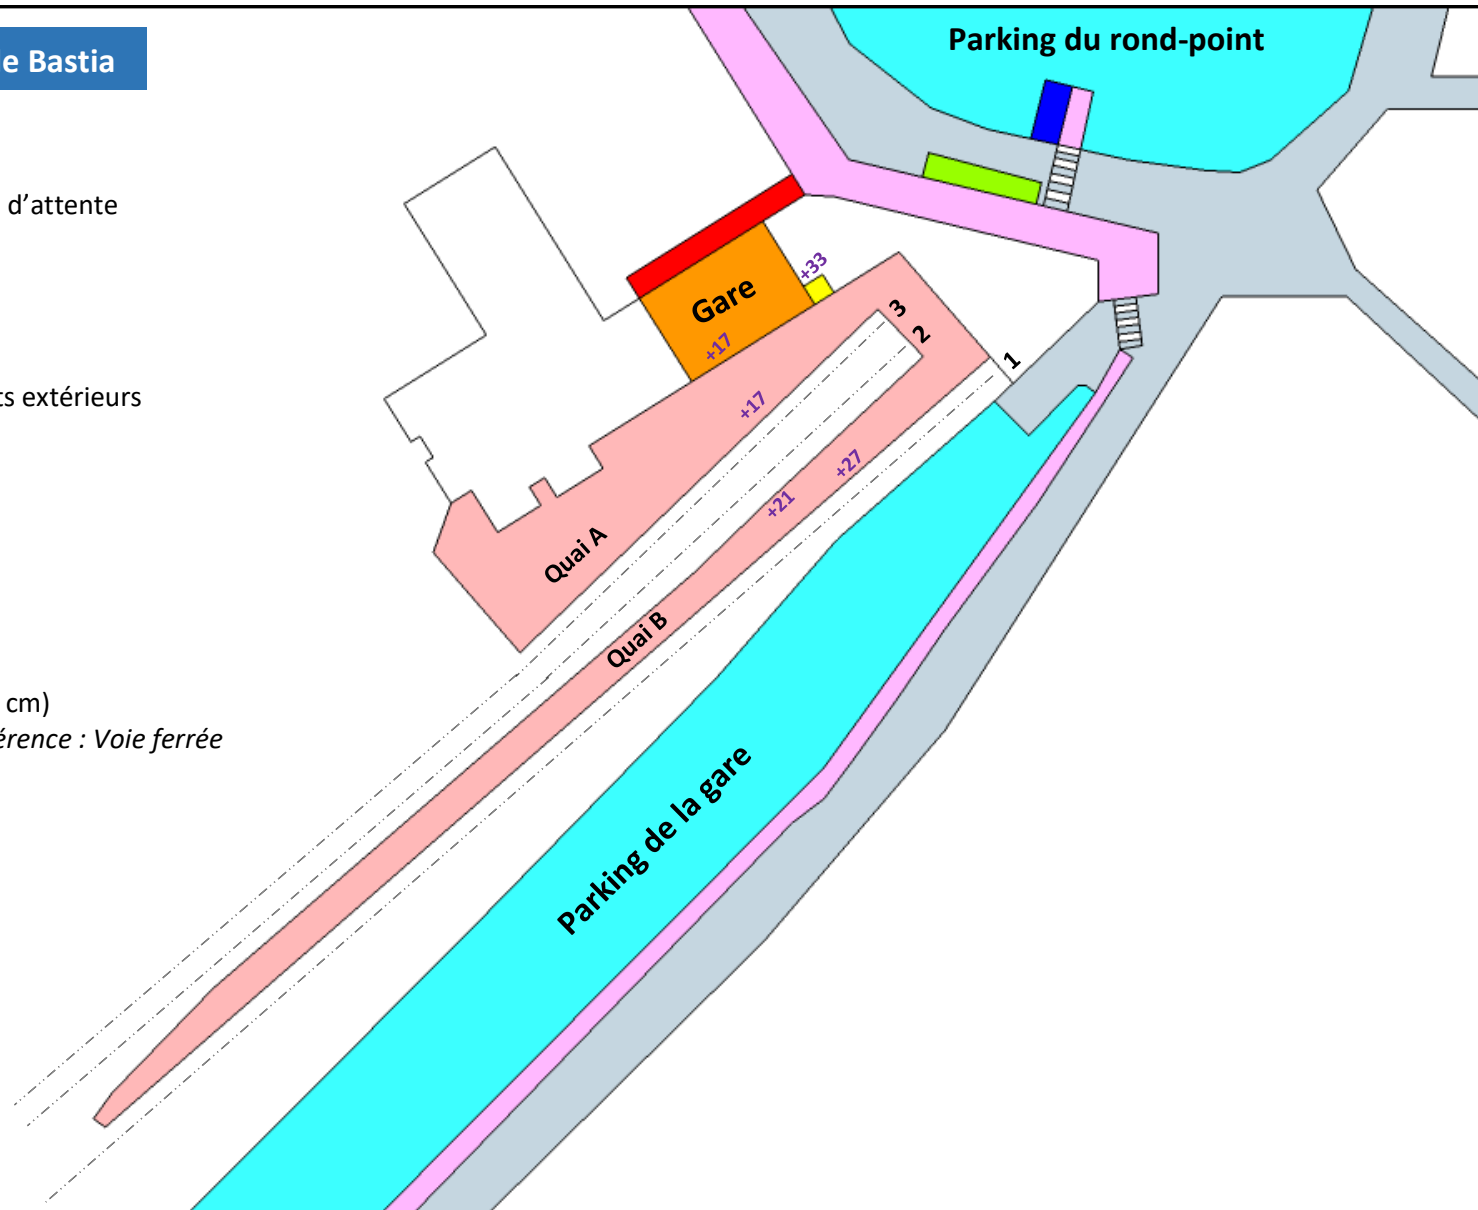 de Bastia
Parking du rond-point
d’attente
+33
Gare
+17
3
2
1
+17
ts extérieurs
+27
+21
Quai A
Quai B
cm)
érence : Voie ferrée
Parking de la gare